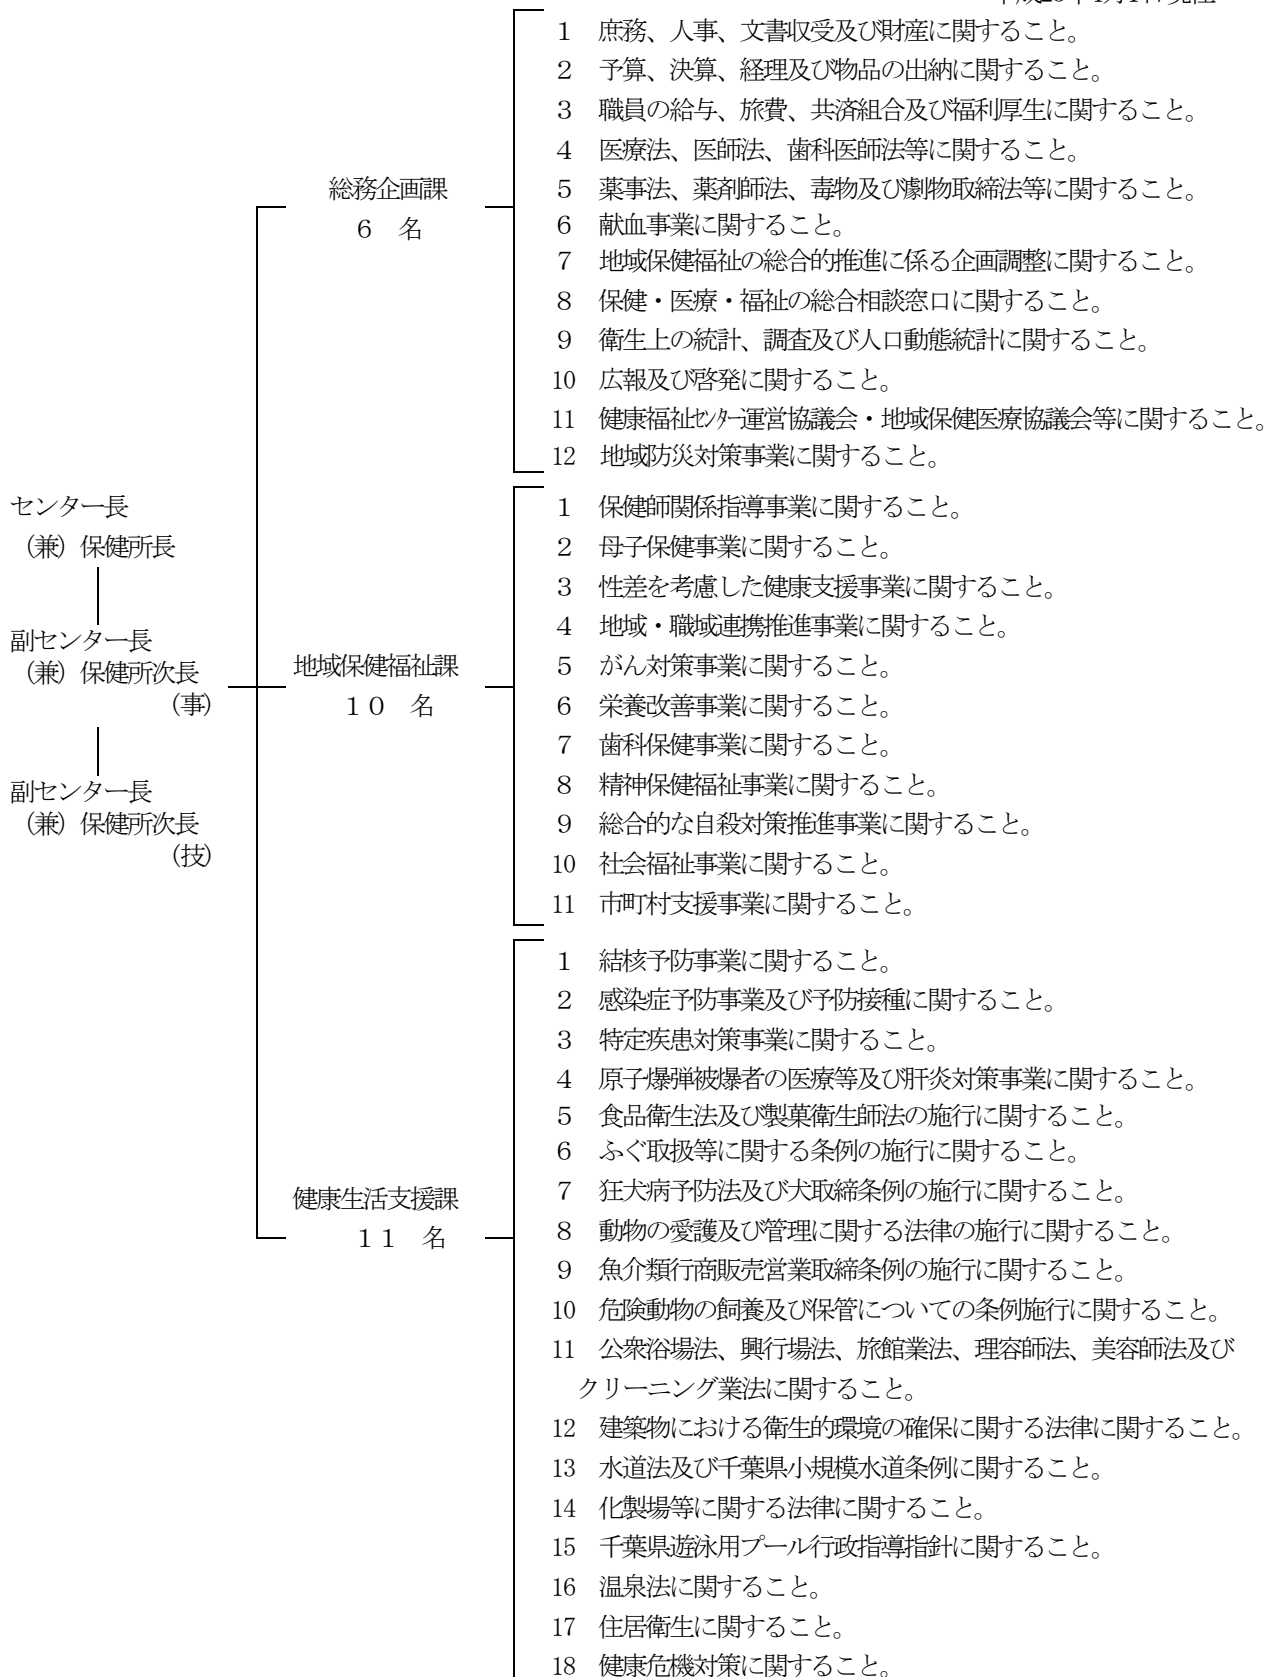 1 庶務、人事、文書収受及び財産に関すること。
2 予算、決算、経理及び物品の出納に関すること。
3 職員の給与、旅費、共済組合及び福利厚生に関すること。
4 医療法、医師法、歯科医師法等に関すること。
5 薬事法、薬剤師法、毒物及び劇物取締法等に関すること。
総務企画課
6 名
6 献血事業に関すること。
7 地域保健福祉の総合的推進に係る企画調整に関すること。
8 保健・医療・福祉の総合相談窓口に関すること。
9 衛生上の統計、調査及び人口動態統計に関すること。
10 広報及び啓発に関すること。
11 健康福祉センター運営協議会・地域保健医療協議会等に関すること。
12 地域防災対策事業に関すること。
センター長
(兼) 保健所長
副センター長
(兼) 保健所次長
(事)
副センター長
(兼) 保健所次長
(技)
地域保健福祉課
10 名
1 保健師関係指導事業に関すること。
2 母子保健事業に関すること。
3 性差を考慮した健康支援事業に関すること。
4 地域・職域連携推進事業に関すること。
5 がん対策事業に関すること。
6 栄養改善事業に関すること。
7 歯科保健事業に関すること。
8 精神保健福祉事業に関すること。
9 総合的な自殺対策推進事業に関すること。
10 社会福祉事業に関すること。
11 市町村支援事業に関すること。
健康生活支援課
11 名
1 結核予防事業に関すること。
2 感染症予防事業及び予防接種に関すること。
3 特定疾患対策事業に関すること。
4 原子爆弾被爆者の医療等及び肝炎対策事業に関すること。
5 食品衛生法及び製菓衛生師法の施行に関すること。
6 ふぐ取扱等に関する条例の施行に関すること。
7 狂犬病予防法及び犬取締条例の施行に関すること。
8 動物の愛護及び管理に関する法律の施行に関すること。
9 魚介類行商販売営業取締条例の施行に関すること。
10 危険動物の飼養及び保管についての条例施行に関すること。
11 公衆浴場法、興行場法、旅館業法、理容師法、美容師法及び
クリーニング業法に関すること。
12 建築物における衛生的環境の確保に関する法律に関すること。
13 水道法及び千葉県小規模水道条例に関すること。
14 化製場等に関する法律に関すること。
15 千葉県遊泳用プール行政指導指針に関すること。
16 温泉法に関すること。
17 住居衛生に関すること。
18 健康危機対策に関すること。